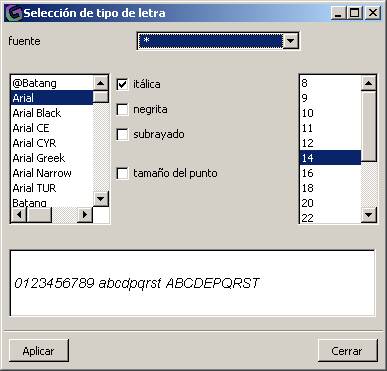 Selección de tipo de letra
fuente
*
@Batang
Arial
Arial Black
Arial CE
Arial CYR
Arial Greek
Arial Narrow
Arial TUR
Batang
itálica
negrita
subrayado
tamaño del punto
8
9
10
11
12
14
16
18
20
22
0123456789 abcdpqrst ABCDEPQRST
Aplicar
Cerrar